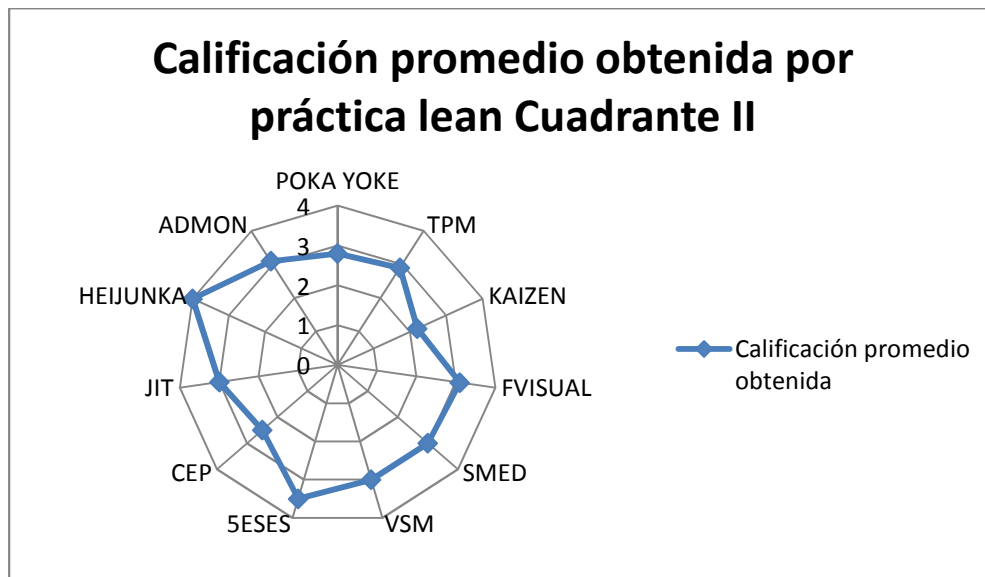 Calificación promedio obtenida por
práctica lean Cuadrante II
POKA YOKE
TPM
KAIZEN
FVISUAL
SMED
VSM
5ESES
CEP
JIT
HEIJUNKA
ADMON
4
3
2
1
0
Calificación promedio
obtenida